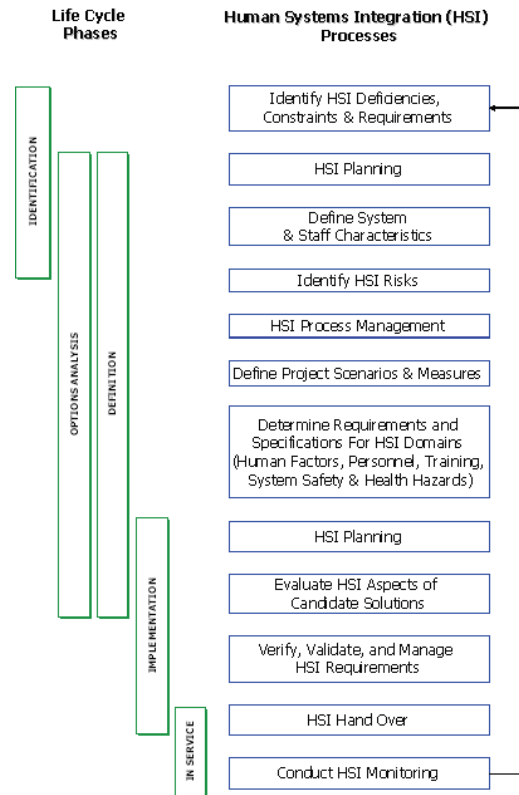 Life Cycle
Phases
Human Systems Integration (HSI)
Processes
IDENTIFICATION
OPTIONS ANALYSIS
DEFINITION
IMPLEMENTATION
IN SERVICE
Identify HSI Deficiencies,
Constraints & Requirements
HSI Planning
Define System
& Staff Characteristics
Identify HSI Risks
HSI Process Management
Define Project Scenarios & Measures
Determine Requirements and
Specifications For HSI Domains
(Human Factors, Personnel, Training,
System Safety & Health Hazards)
HSI Planning
Evaluate HSI Aspects of
Candidate Solutions
Verify, Validate, and Manage
HSI Requirements
HSI Hand Over
Conduct HSI Monitoring